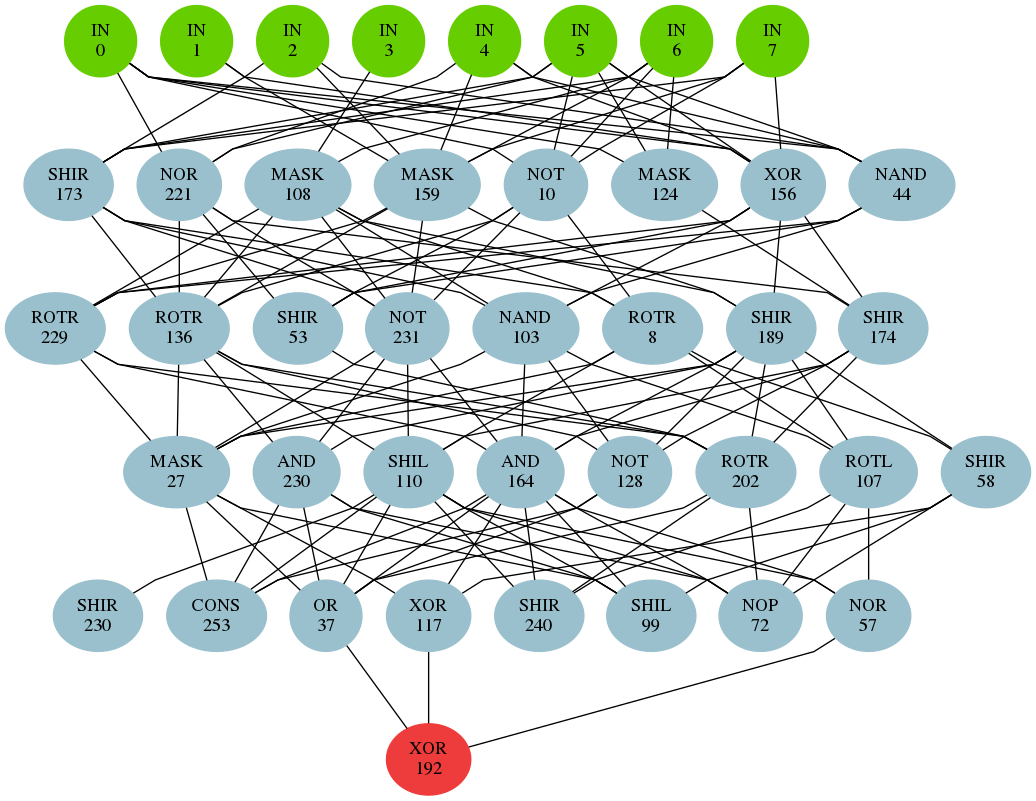 IN
0
IN
1
IN
2
IN
3
IN
4
IN
5
IN
6
IN
7
SHIR
173
NOR
221
MASK
108
MASK
159
NOT
10
MASK
124
XOR
156
NAND
44
ROTR
229
ROTR
136
SHIR
53
NOT
231
NAND
103
ROTR
8
SHIR
189
SHIR
174
MASK
27
AND
230
SHIL
110
AND
164
NOT
128
ROTR
202
ROTL
107
SHIR
58
SHIR
230
CONS
253
OR
37
XOR
117
SHIR
240
SHIL
99
NOP
72
NOR
57
XOR
192